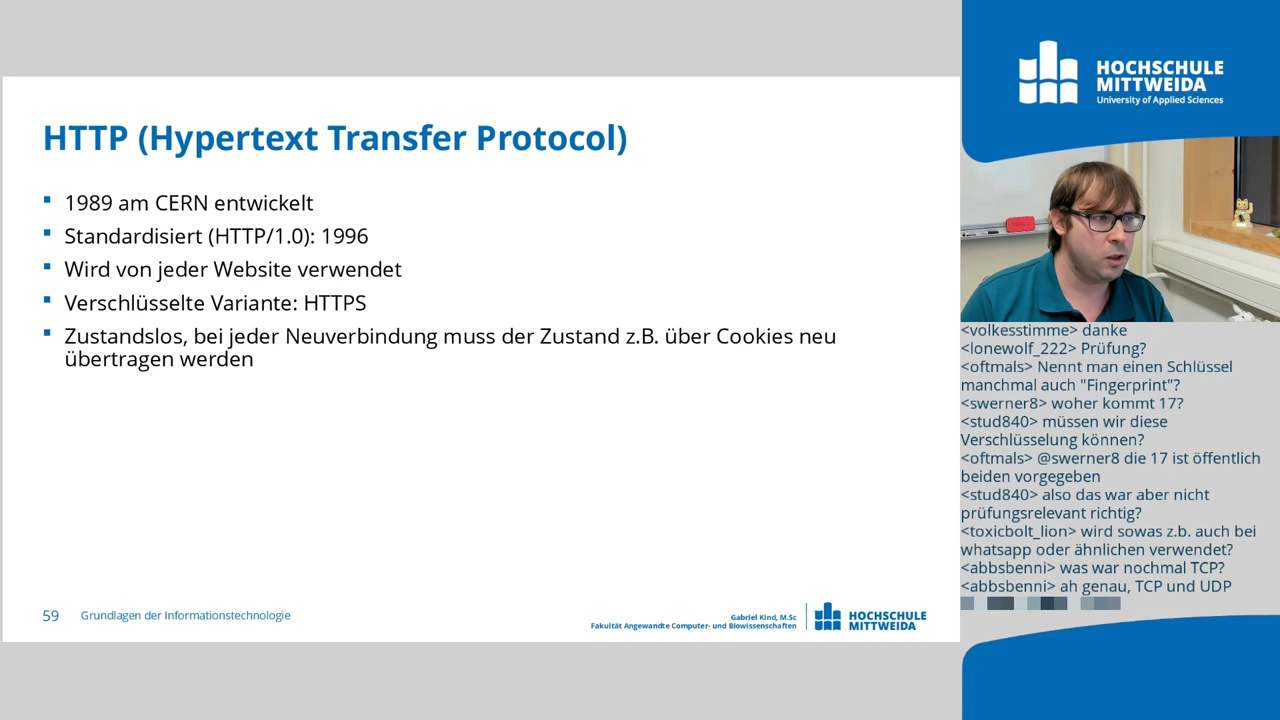 HTTP (Hypertext Transfer Protocol)
1989 am CERN entwickelt
Standardisiert (HTTP/1.0): 1996
Wird von jeder Website verwendet
Verschlüsselte Variante: HTTPS
Zustandslos, bei jeder Neuverbindung muss der Zustand z.B. über Cookies neu
übertragen werden
59 Grundlagen der Informationstechnologie
Gabriel Kind, M.Sc
Fakultät Angewandte Computer- und Biowissenschaften
HOCHSCHULE
MITTWEIDA
HOCHSCHULE
MITTWEIDA
University of Applied Sciences
<volkesstimme> danke
<lonewolf_222> Prüfung?
<oftmals> Nennt man einen Schlüssel
manchmal auch "Fingerprint"?
<swerner8> woher kommt 17?
<stud840> müssen wir diese
Verschlüsselung können?
<oftmals> @swerner8 die 17 ist öffentlich
beiden vorgegeben
<stud840> also das war aber nicht
prüfungsrelevant richtig?
<toxicbolt_lion> wird sowas z.b. auch bei
whatsapp oder ähnlichen verwendet?
<abbsbenni> was war nochmal TCP?
<abbsbenni> ah genau, TCP und UDP